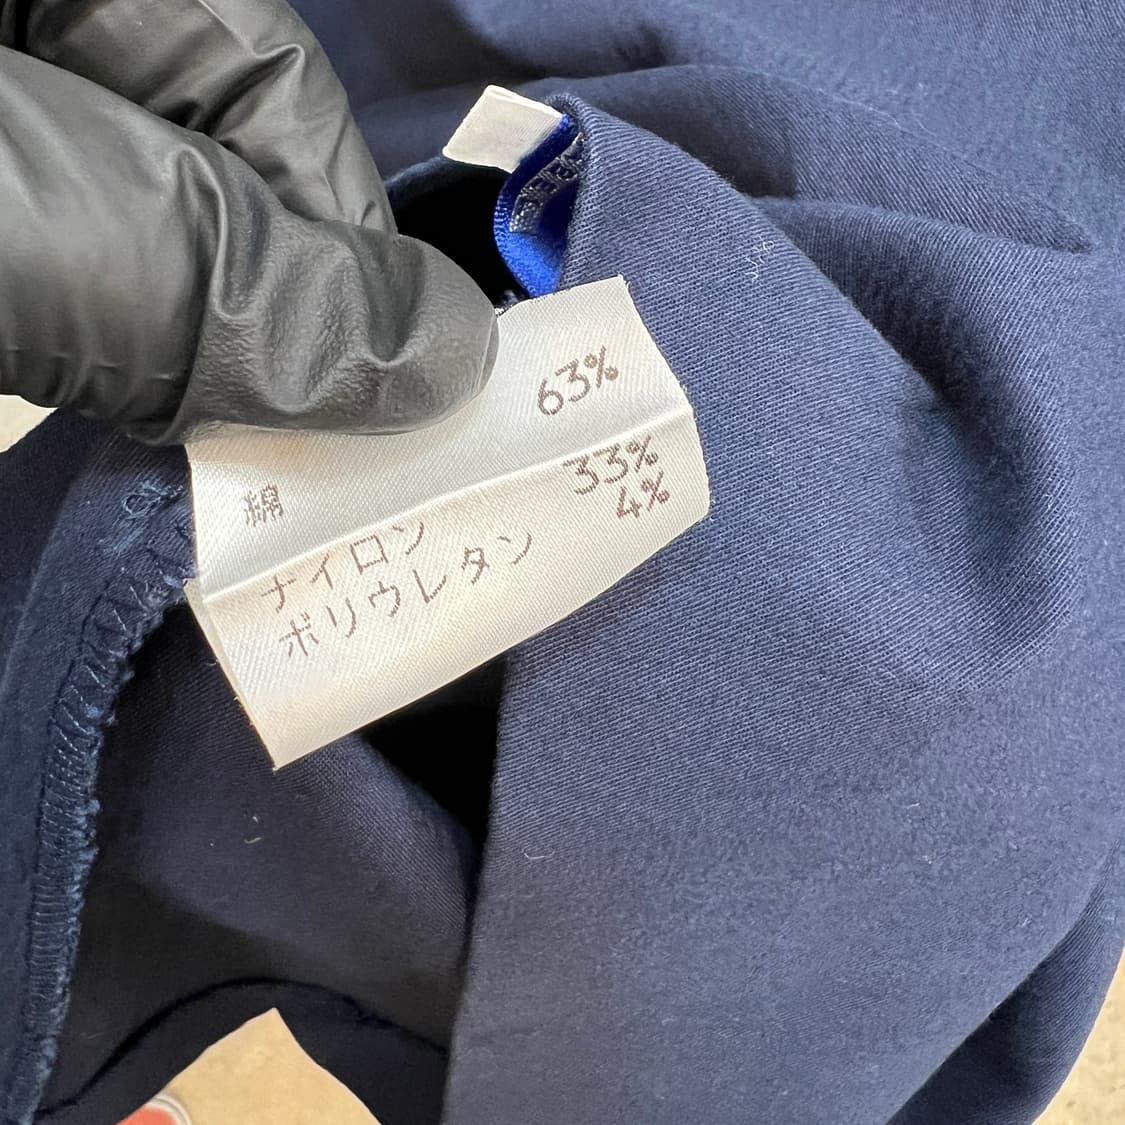 綿 63%
ナイロン 33%
ポリウレタン 4%